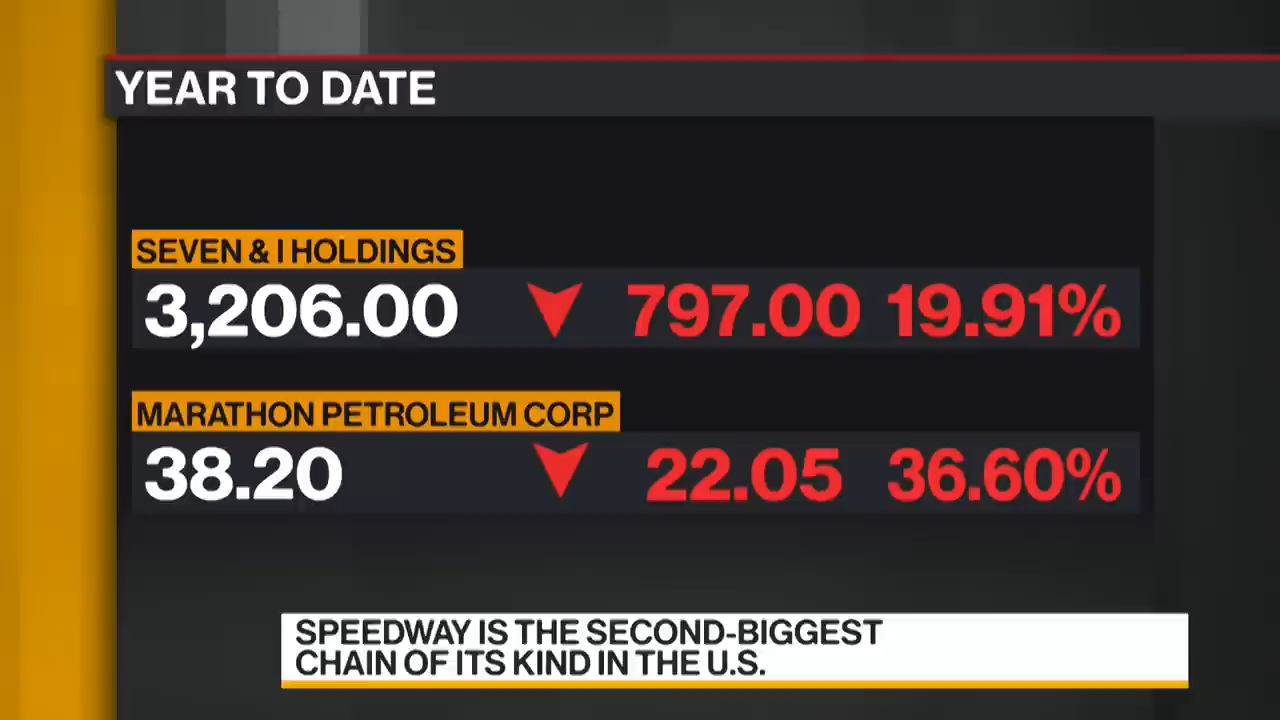 YEAR TO DATE
SEVEN & I HOLDINGS
3,206.00 ▼ 797.00 19.91%
MARATHON PETROLEUM CORP
38.20 ▼ 22.05 36.60%
SPEEDWAY IS THE SECOND-BIGGEST
CHAIN OF ITS KIND IN THE U.S.